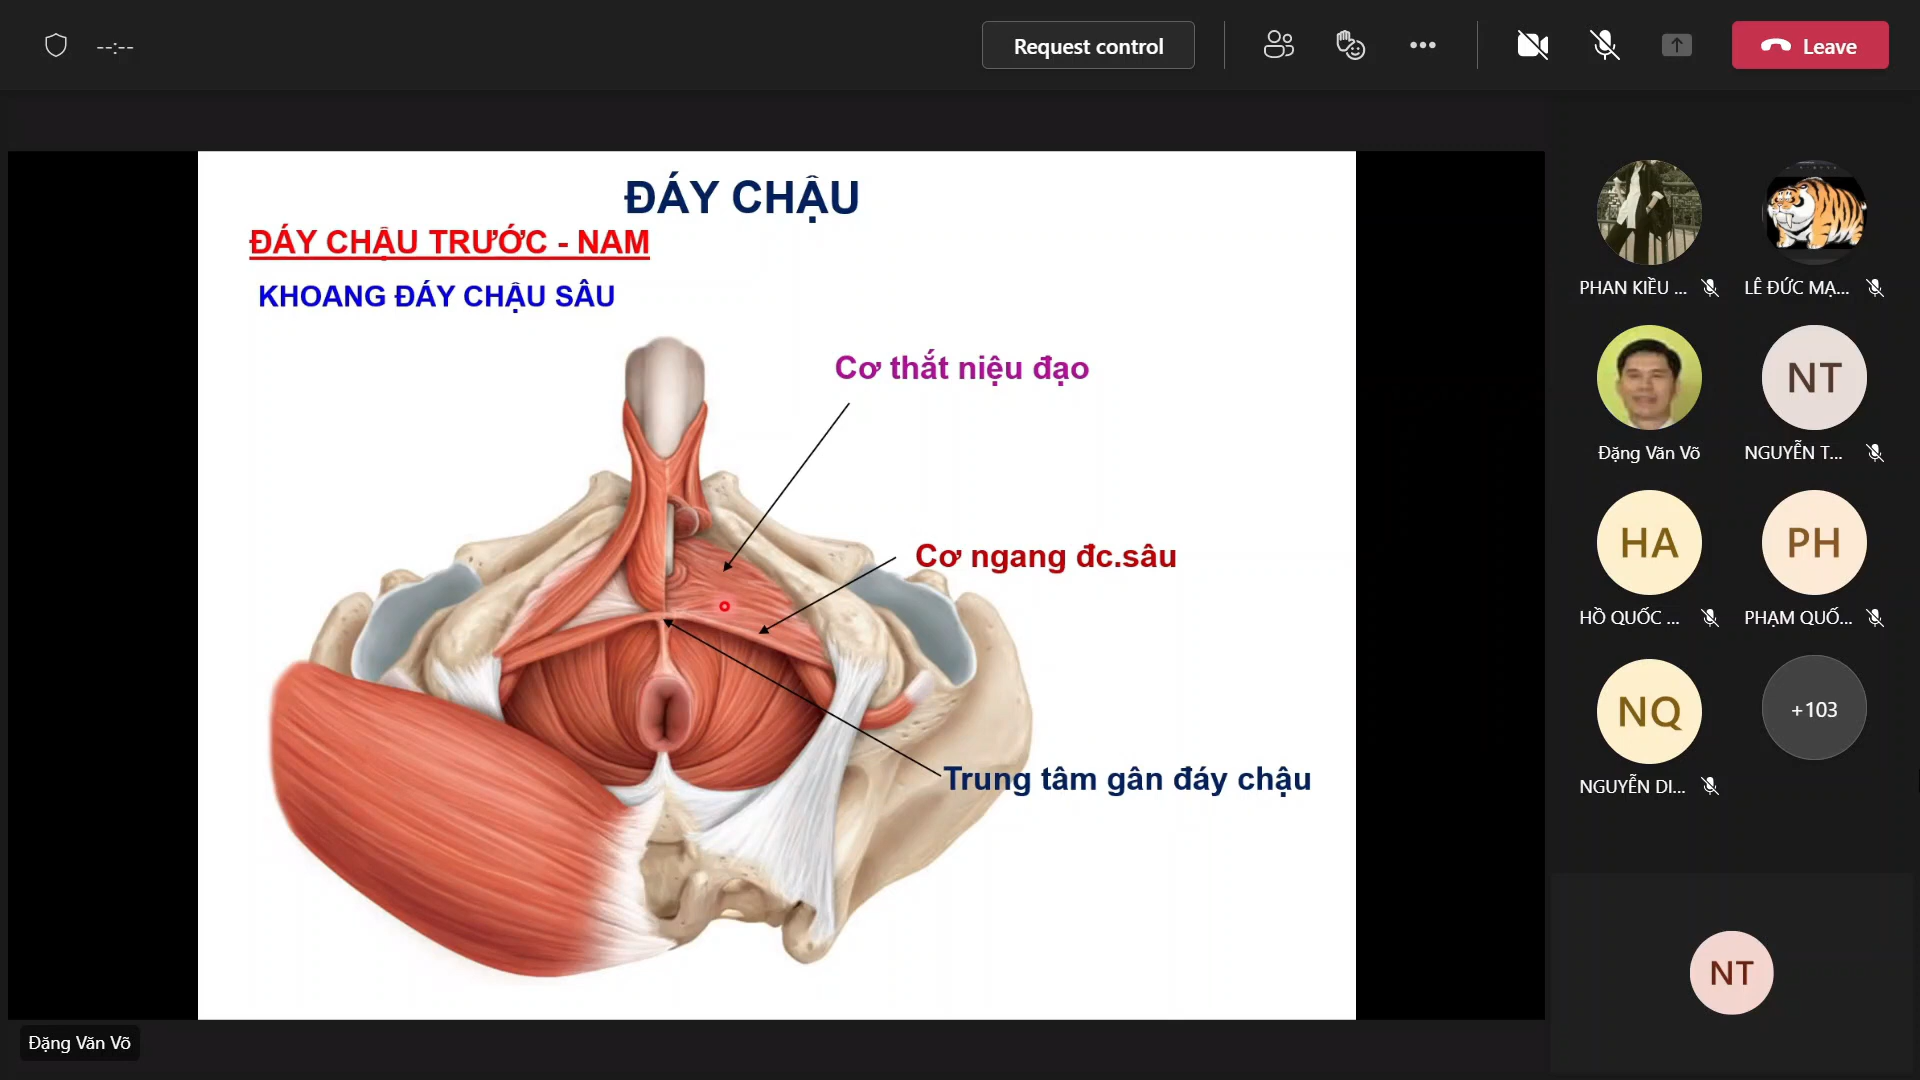 --:--
Request control
Leave
ĐÁY CHẬU
ĐÁY CHẬU TRƯỚC - NAM
KHOANG ĐÁY CHẬU SÂU
Cơ thắt niệu đạo
Cơ ngang đc.sâu
Trung tâm gân đáy chậu
PHAN KIỀU ...
LÊ ĐỨC MẠ...
Đặng Văn Võ
NT
NGUYỄN T...
HA
PH
HỒ QUỐC ...
PHẠM QUỐ...
NQ
+103
NGUYỄN DI...
NT
Đặng Văn Võ